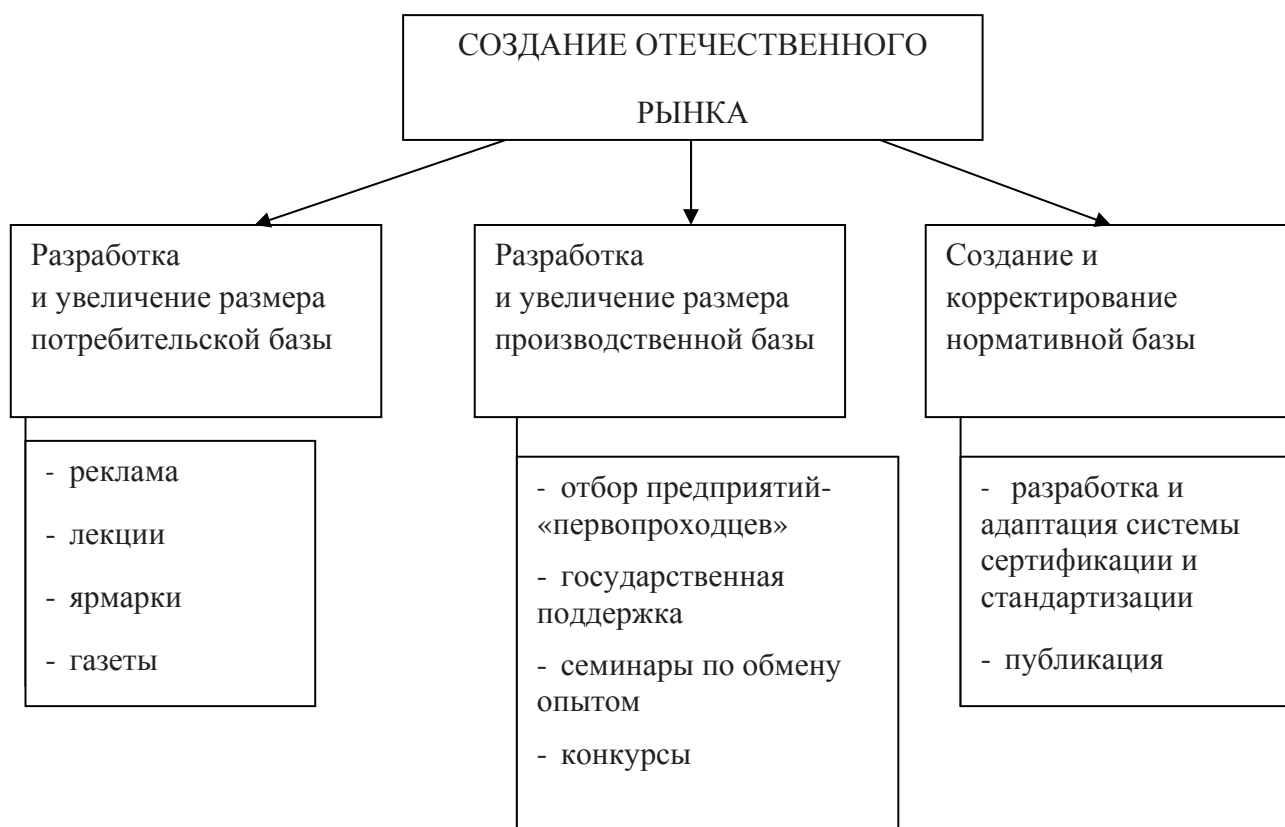 СОЗДАНИЕ ОТЕЧЕСТВЕННОГО
РЫНКА
Разработка
и увеличение размера
потребительской базы
- реклама
- лекции
- ярмарки
- газеты
Разработка
и увеличение размера
производственной базы
- отбор предприятий-
«первопроходцев»
- государственная
поддержка
- семинары по обмену
опытом
- конкурсы
Создание и
корректирование
нормативной базы
- разработка и
адаптация системы
сертификации и
стандартизации
- публикация